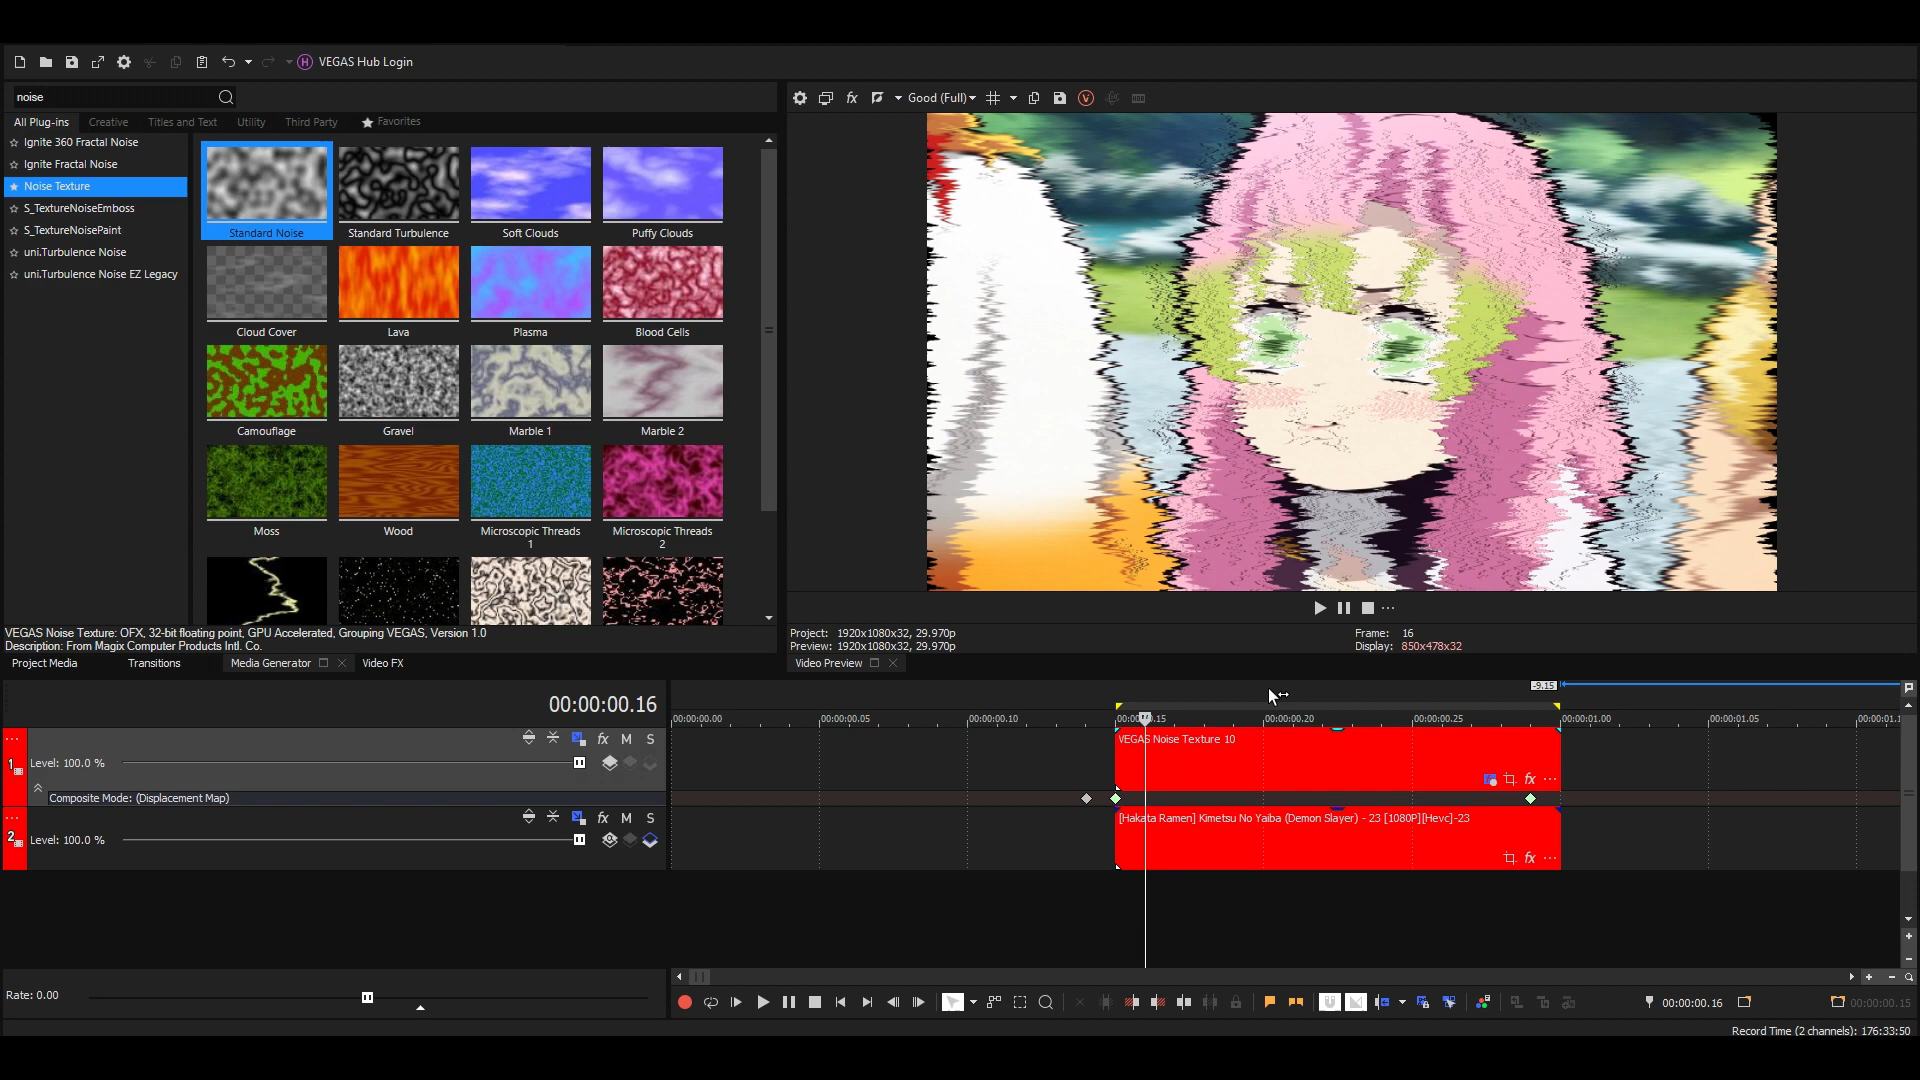 VEGAS Hub Login
noise
All Plug-ins Creative Titles and Text Utility Third Party Favorites
Ignite 360 Fractal Noise
Ignite Fractal Noise
Noise Texture
S_TextureNoiseEmboss
S_TextureNoisePaint
uni.Turbulence Noise
uni.Turbulence Noise EZ Legacy
Standard Noise Standard Turbulence Soft Clouds Puffy Clouds
Cloud Cover Lava Plasma Blood Cells
Camouflage Gravel Marble 1 Marble 2
Moss Wood Microscopic Threads 1 Microscopic Threads 2
VEGAS Noise Texture: OFX, 32-bit floating point, GPU Accelerated, Grouping VEGAS, Version 1.0
Description: From Magix Computer Products Intl. Co.
Project Media Transitions Media Generator Video FX
fx Good (Full)
Project: 1920x1080x32, 29.970p
Preview: 1920x1080x32, 29.970p
Frame: 16
Display: 850x478x32
Video Preview
00:00:00.16
-9.15
00:00:00.00 00:00:00.05 00:00:00.10 00:00:00.15 00:00:00.20 00:00:00.25 00:00:01.00 00:00:01.05
1
fx M S
Level: 100.0 %
Composite Mode: (Displacement Map)
VEGAS Noise Texture 10
fx
2
fx M S
Level: 100.0 %
[Hakata Ramen] Kimetsu No Yaiba (Demon Slayer) - 23 [1080P][Hevc]-23
fx
Rate: 0.00
00:00:00.16
00:00:00.15
Record Time (2 channels): 176:33:50